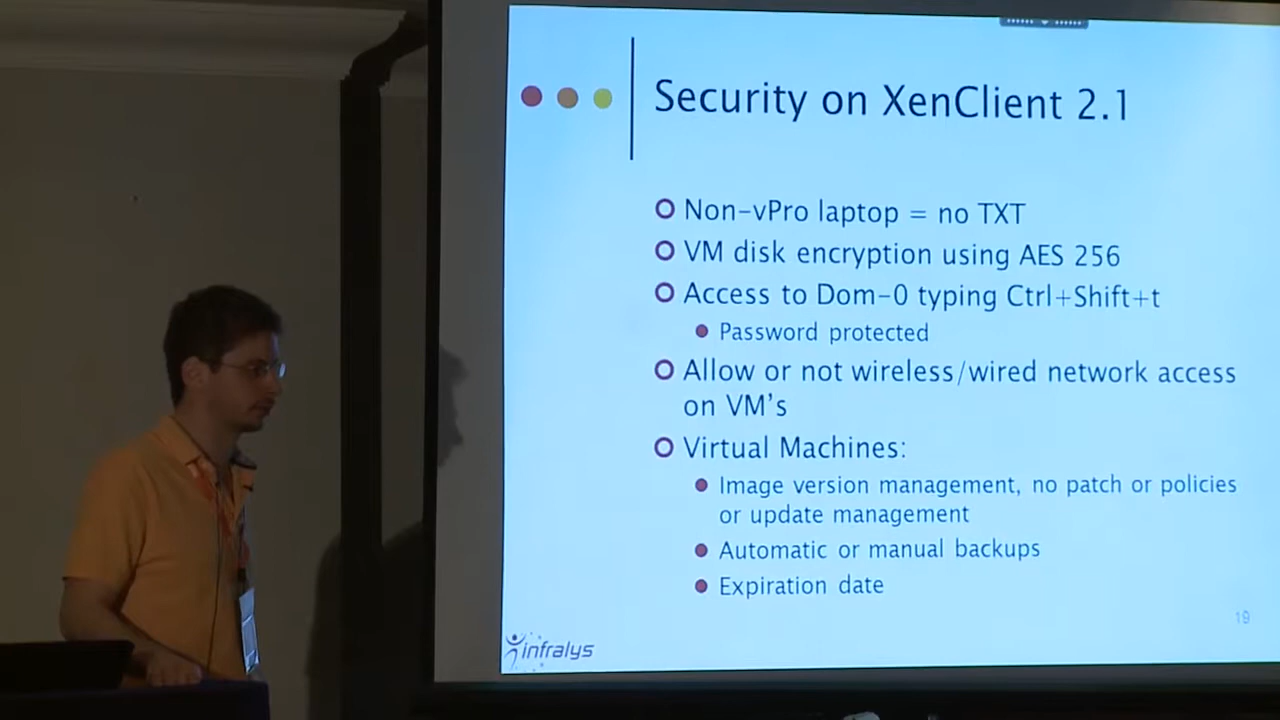 Security on XenClient 2.1
Non-vPro laptop = no TXT
VM disk encryption using AES 256
Access to Dom-0 typing Ctrl+Shift+t
Password protected
Allow or not wireless/wired network access
on VM's
Virtual Machines:
Image version management, no patch or policies
or update management
Automatic or manual backups
Expiration date
19
infralys